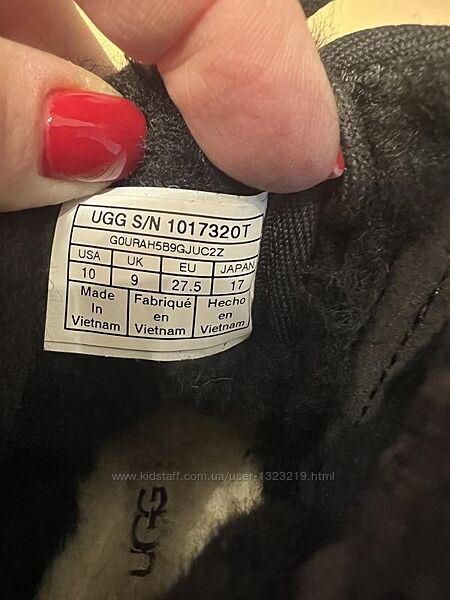 UGG S/N 1017320T
G0URAH5B9GJUC2Z
USA UK EU JAPAN
10 9 27.5 17
Made Fabriqué Hecho
In en en
Vietnam Vietnam Vietnam
www.kidstaff.com.ua/user-1323219.html
UGG